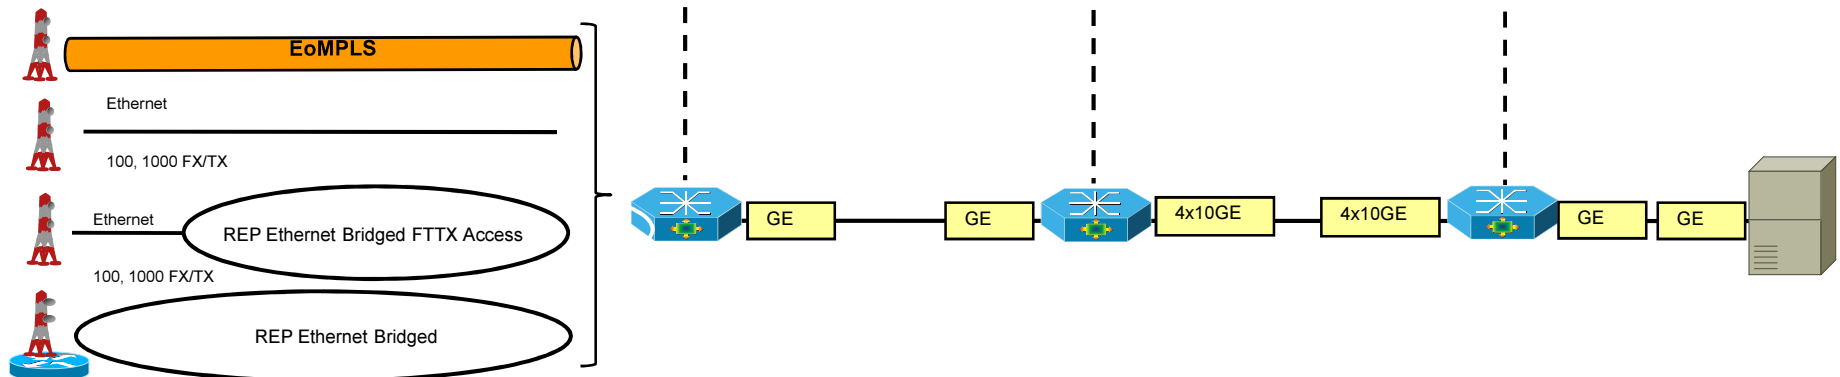 EoMPLS
Ethernet
100, 1000 FX/TX
Ethernet
REP Ethernet Bridged FTTX Access
100, 1000 FX/TX
REP Ethernet Bridged
GE
GE
4x10GE
4x10GE
GE
GE